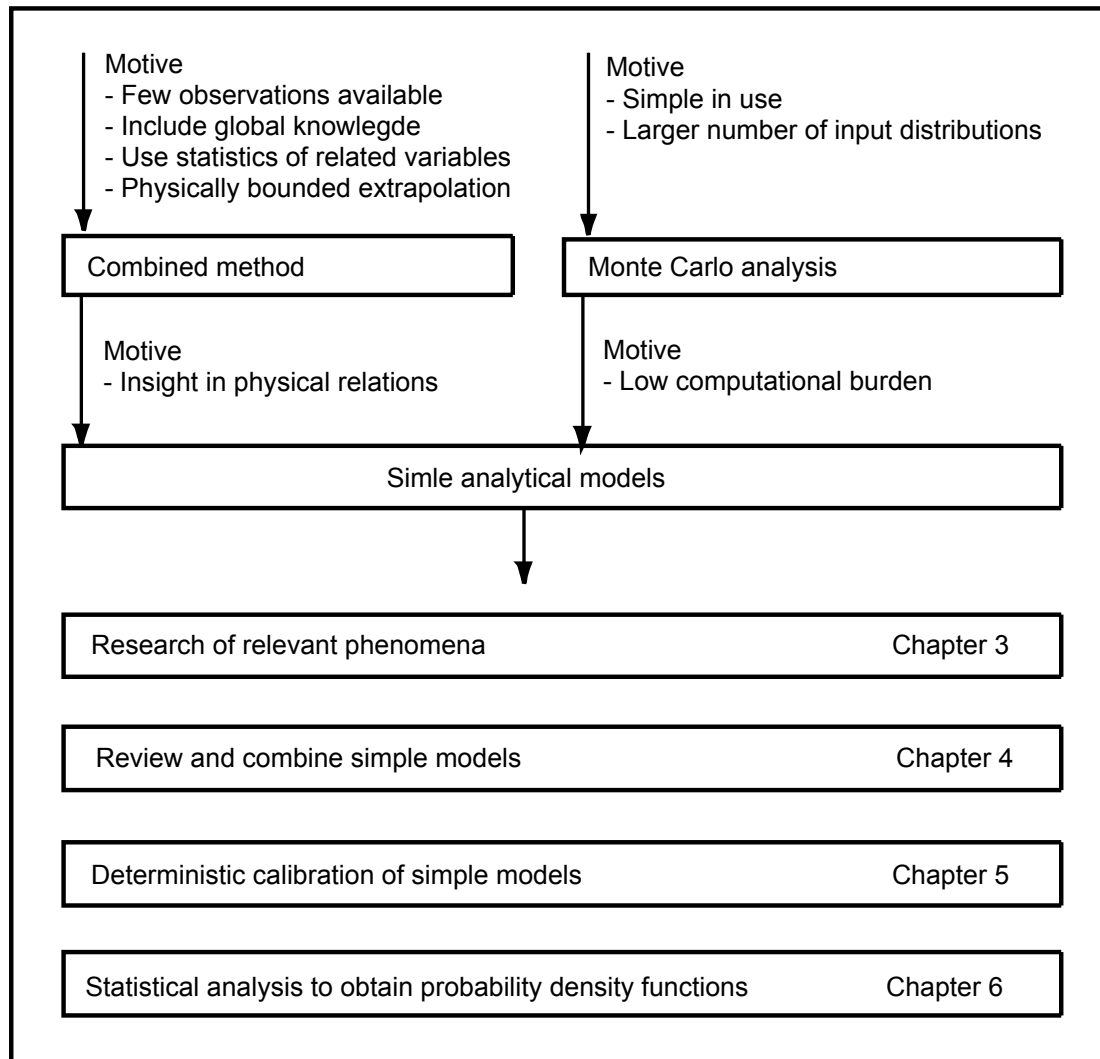 Motive
- Few observations available
- Include global knowlegde
- Use statistics of related variables
- Physically bounded extrapolation
Motive
- Simple in use
- Larger number of input distributions
Combined method
Monte Carlo analysis
Motive
- Insight in physical relations
Motive
- Low computational burden
Simle analytical models
Research of relevant phenomena Chapter 3
Review and combine simple models Chapter 4
Deterministic calibration of simple models Chapter 5
Statistical analysis to obtain probability density functions Chapter 6